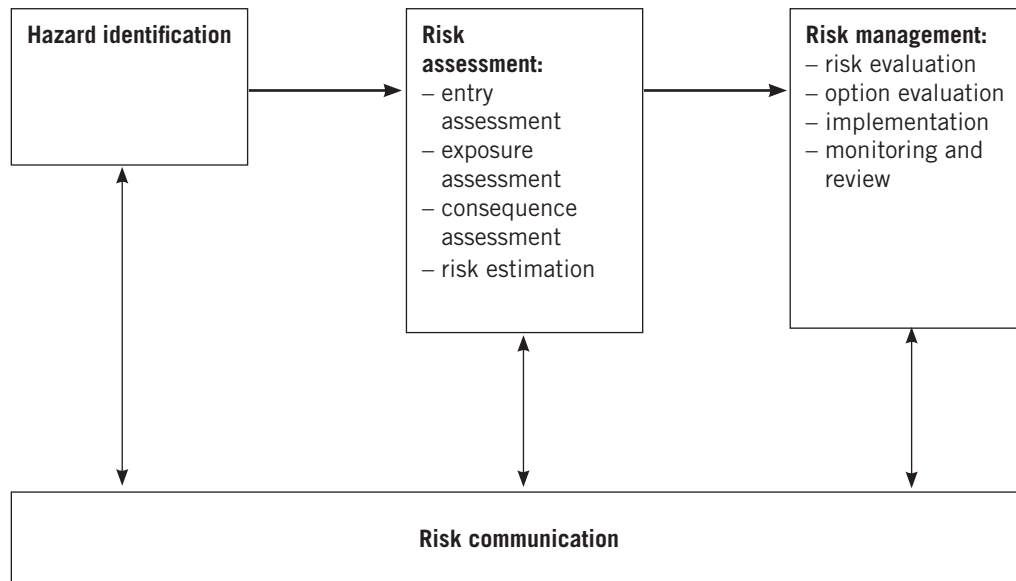 Hazard identification
Risk
assessment:
– entry
assessment
– exposure
assessment
– consequence
assessment
– risk estimation
Risk management:
– risk evaluation
– option evaluation
– implementation
– monitoring and
review
Risk communication